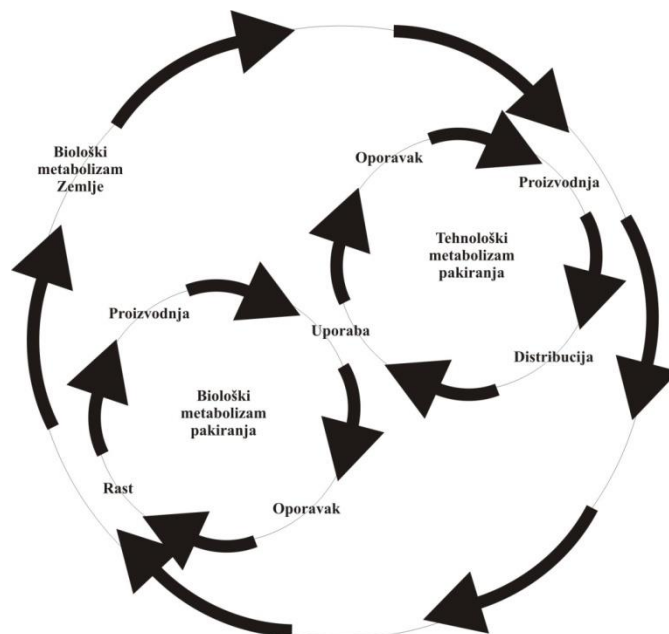 Biološki
metabolizam
Zemlje
Oporavak
Proizvodnja
Tehnološki
metabolizam
pakiranja
Distribucija
Uporaba
Proizvodnja
Biološki
metabolizam
pakiranja
Rast
Oporavak